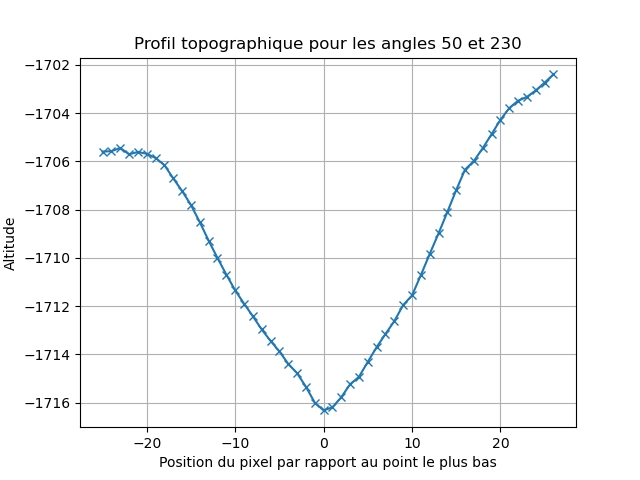 Profil topographique pour les angles 50 et 230
Altitude
−1702
−1704
−1706
−1708
−1710
−1712
−1714
−1716
−20 −10 0 10 20
Position du pixel par rapport au point le plus bas